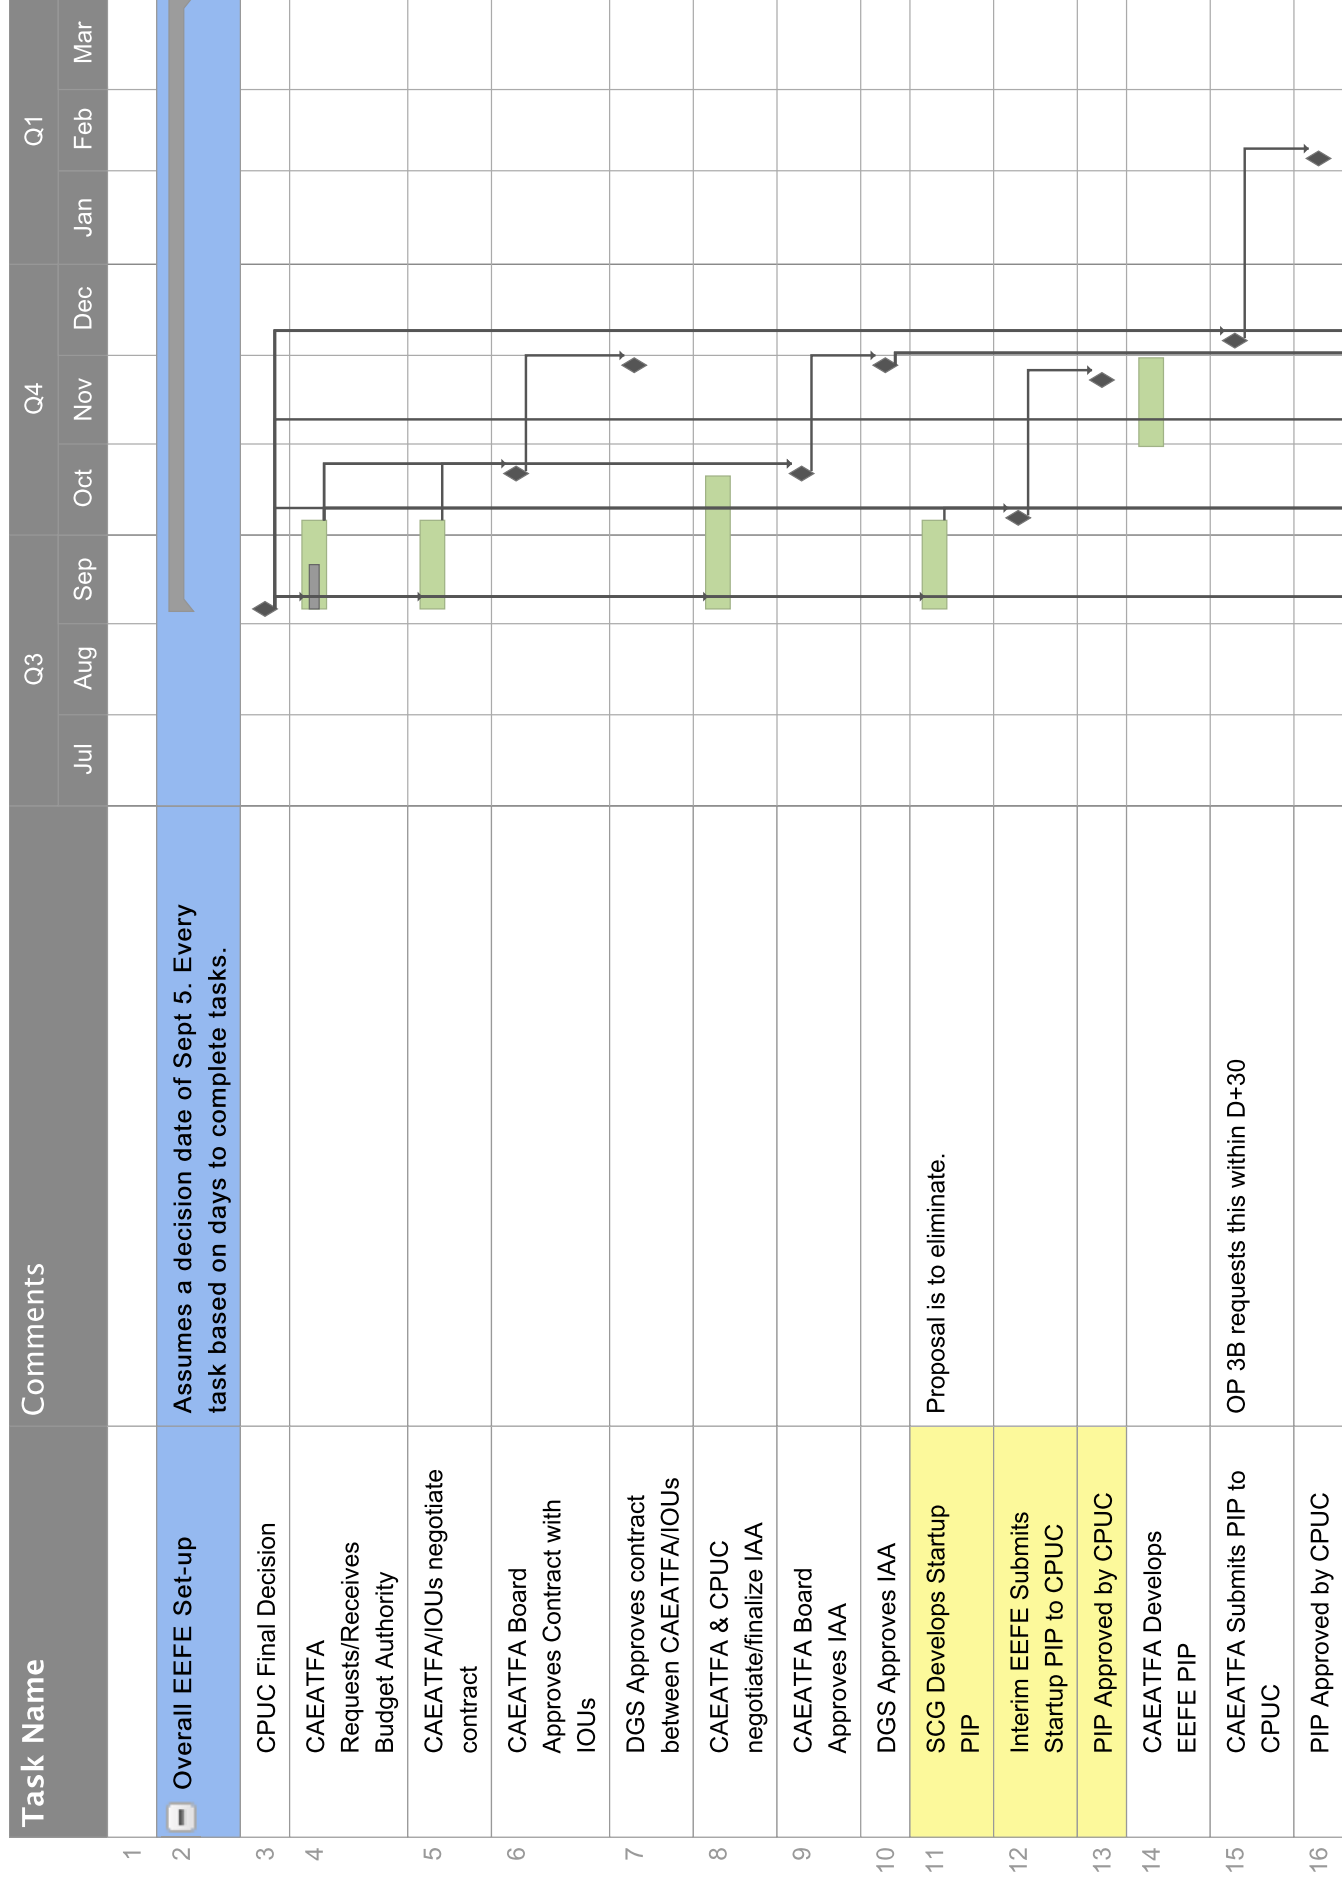 Task Name
Comments
Q3
Q4
Q1
Jul
Aug
Sep
Oct
Nov
Dec
Jan
Feb
Mar
1
2
Overall EEFE Set-up
Assumes a decision date of Sept 5. Every
task based on days to complete tasks.
3
CPUC Final Decision
4
CAEATFA
Requests/Receives
Budget Authority
5
CAEATFA/IOUs negotiate
contract
6
CAEATFA Board
Approves Contract with
IOUs
7
DGS Approves contract
between CAEATFA/IOUs
8
CAEATFA & CPUC
negotiate/finalize IAA
9
CAEATFA Board
Approves IAA
10
DGS Approves IAA
11
SCG Develops Startup
PIP
Proposal is to eliminate.
12
Interim EEFE Submits
Startup PIP to CPUC
13
PIP Approved by CPUC
14
CAEATFA Develops
EEFE PIP
15
CAEATFA Submits PIP to
CPUC
OP 3B requests this within D+30
16
PIP Approved by CPUC